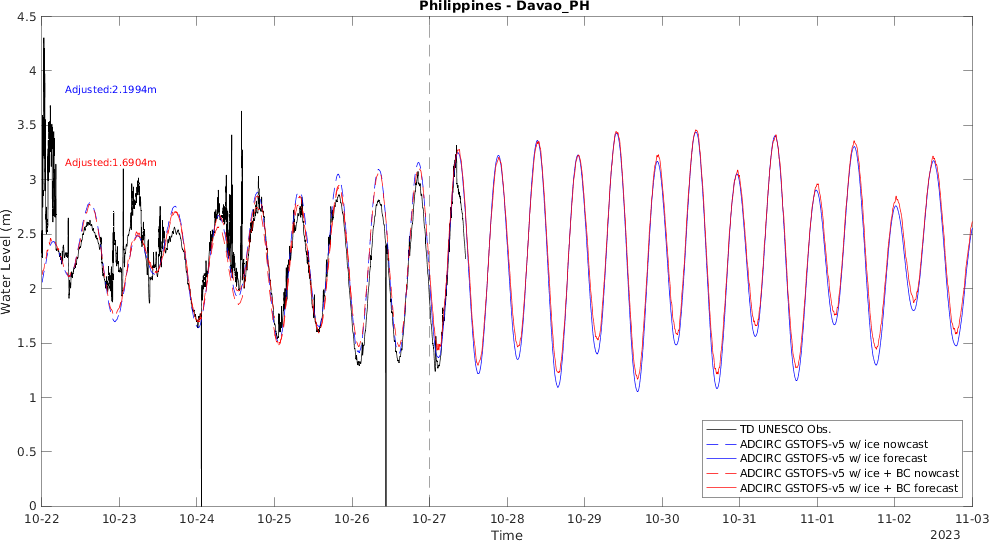 Philippines - Davao_PH
4.5
4
3.5
3
2.5
2
1.5
1
0.5
0
Water Level (m)
Adjusted:2.1994m
Adjusted:1.6904m
TD UNESCO Obs.
ADCIRC GSTOFS-v5 w/ ice nowcast
ADCIRC GSTOFS-v5 w/ ice forecast
ADCIRC GSTOFS-v5 w/ ice + BC nowcast
ADCIRC GSTOFS-v5 w/ ice + BC forecast
10-22 10-23 10-24 10-25 10-26 10-27 10-28 10-29 10-30 10-31 11-01 11-02 11-03
Time
2023